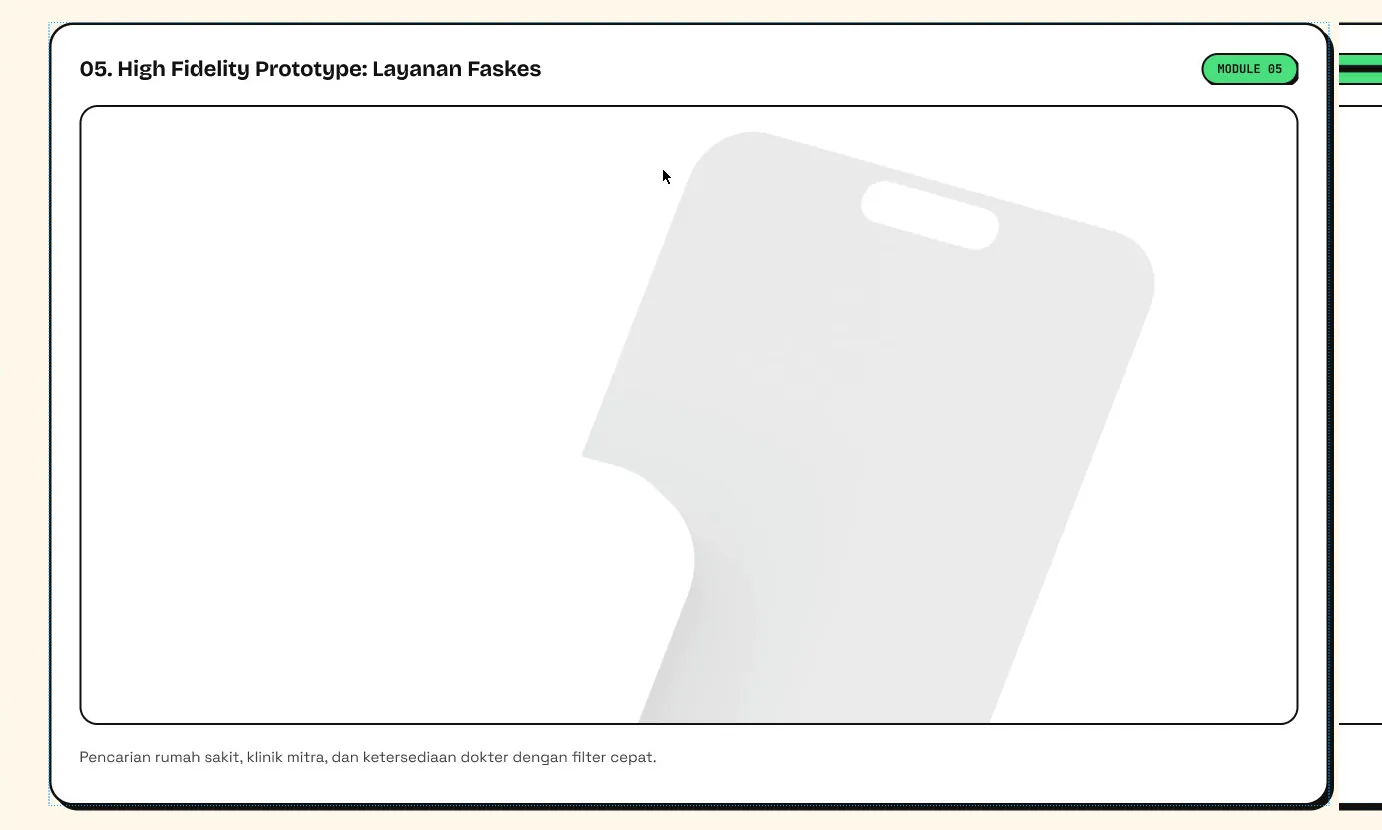 05. High Fidelity Prototype: Layanan Faskes
MODULE 05
Pencarian rumah sakit, klinik mitra, dan ketersediaan dokter dengan filter cepat.